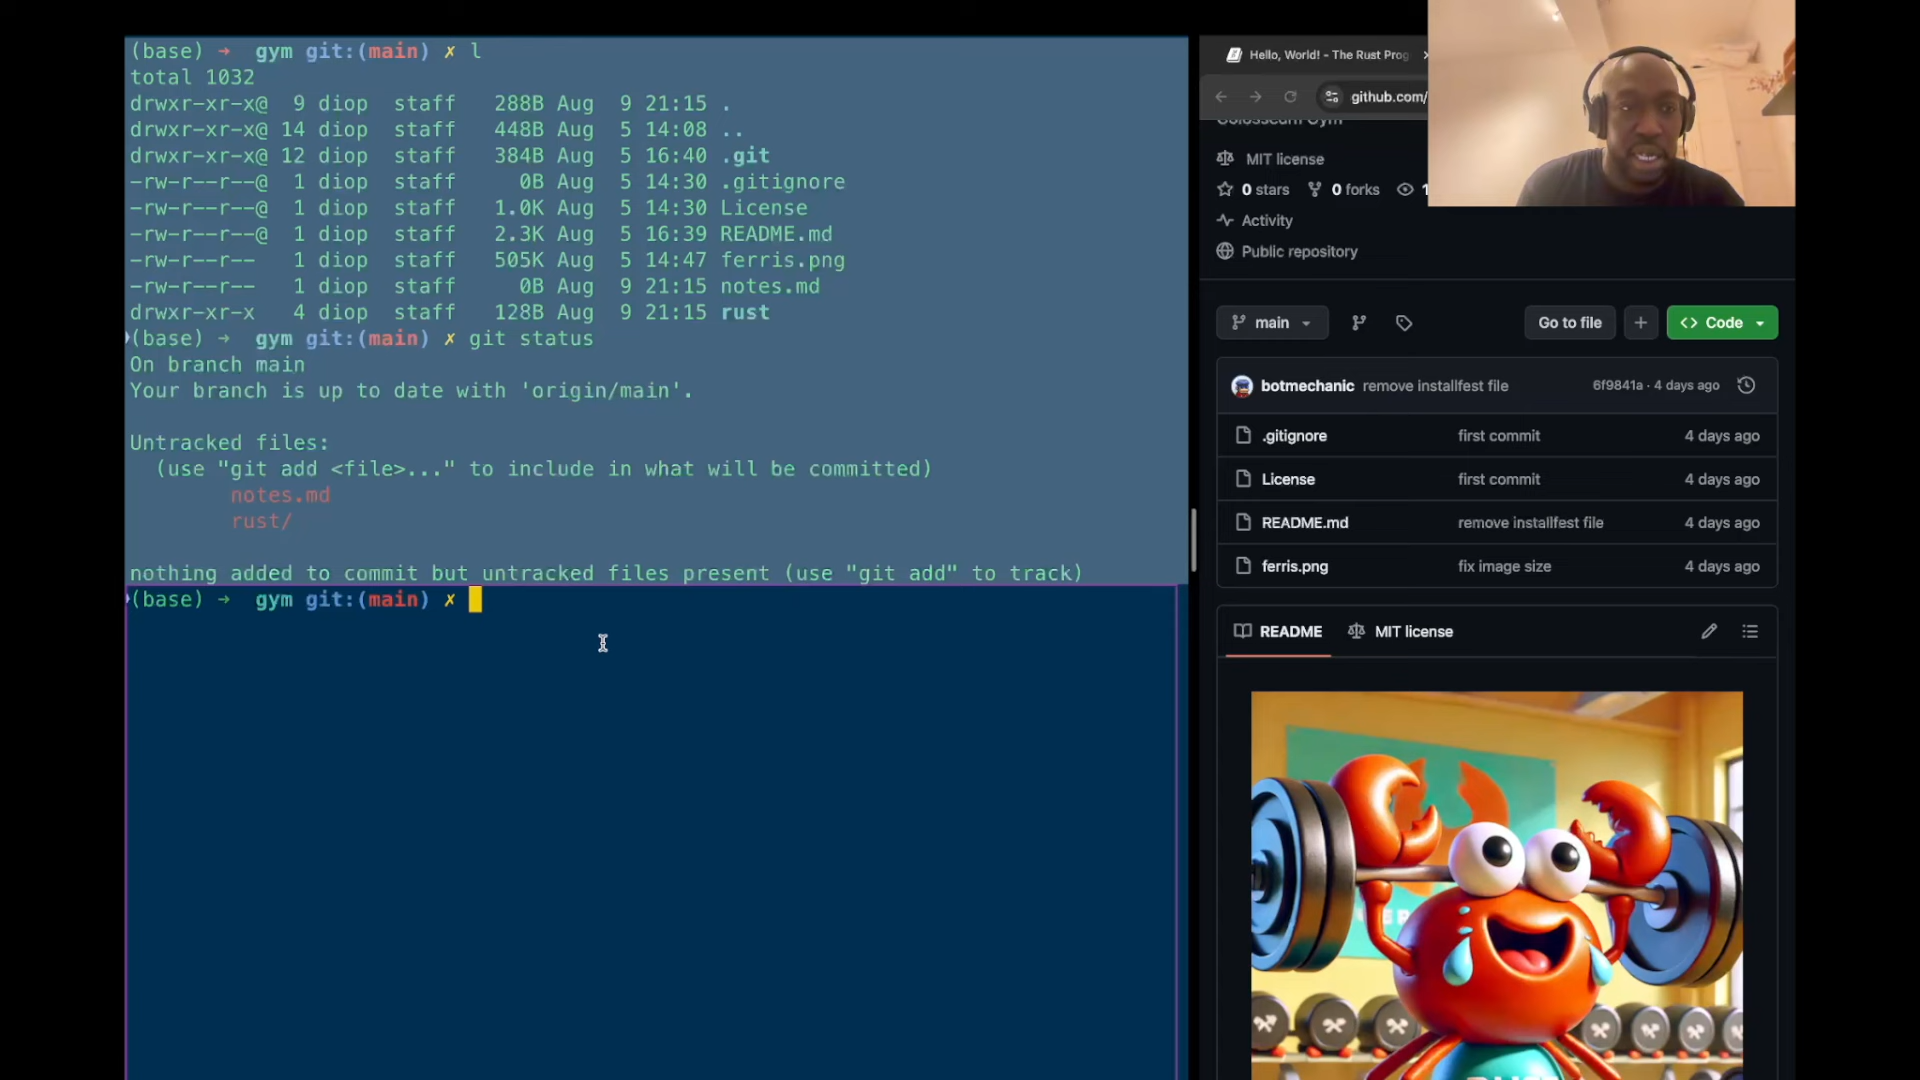 (base) → gym git:(main) ✗ l
total 1032
drwxr-xr-x@ 9 diop staff 288B Aug 9 21:15 .
drwxr-xr-x@ 14 diop staff 448B Aug 5 14:08 ..
drwxr-xr-x@ 12 diop staff 384B Aug 5 16:40 .git
-rw-r--r--@ 1 diop staff 0B Aug 5 14:30 .gitignore
-rw-r--r--@ 1 diop staff 1.0K Aug 5 14:30 License
-rw-r--r--@ 1 diop staff 2.3K Aug 5 16:39 README.md
-rw-r--r-- 1 diop staff 505K Aug 5 14:47 ferris.png
-rw-r--r-- 1 diop staff 0B Aug 9 21:15 notes.md
drwxr-xr-x 4 diop staff 128B Aug 9 21:15 rust
(base) → gym git:(main) ✗ git status
On branch main
Your branch is up to date with 'origin/main'.
Untracked files:
(use "git add <file>..." to include in what will be committed)
notes.md
rust/
nothing added to commit but untracked files present (use "git add" to track)
(base) → gym git:(main) ✗
Hello, World! - The Rust Prog
github.com/
Colosseum Gym
MIT license
0 stars 0 forks 1
Activity
Public repository
main Go to file Code
botmechanic remove installfest file 6f9841a · 4 days ago
.gitignore first commit 4 days ago
License first commit 4 days ago
README.md remove installfest file 4 days ago
ferris.png fix image size 4 days ago
README MIT license